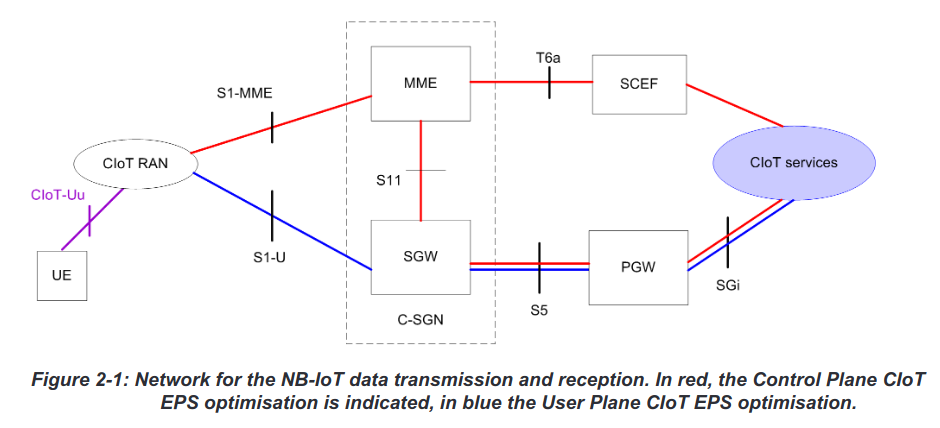 T6a
MME
SCEF
S1-MME
CIoT RAN
CIoT services
S11
CIoT-Uu
S1-U
SGW
PGW
UE
SGi
S5
C-SGN
Figure 2-1: Network for the NB-IoT data transmission and reception. In red, the Control Plane CIoT
EPS optimisation is indicated, in blue the User Plane CIoT EPS optimisation.